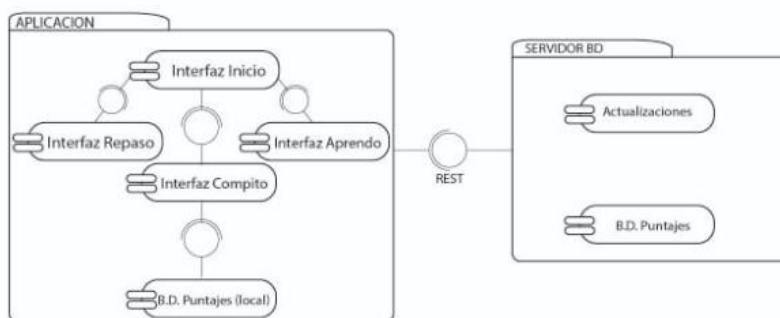 APLICACION
SERVIDOR BD
Interfaz Inicio
Actualizaciones
Interfaz Repaso
Interfaz Aprendo
REST
Interfaz Compito
B.D. Puntajes
B.D. Puntajes (local)